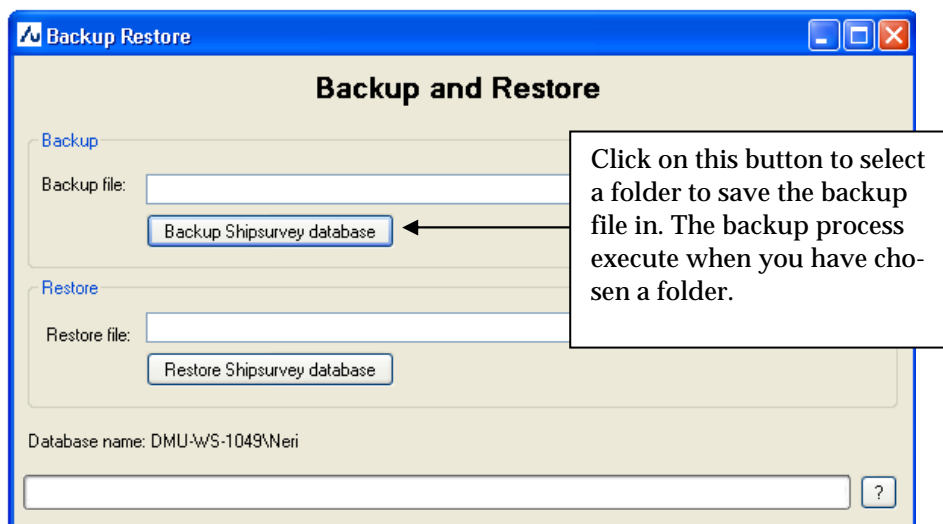 Backup Restore
Backup and Restore
Backup
Backup file:
Backup Shipsurvey database
Click on this button to select
a folder to save the backup
file in. The backup process
execute when you have cho-
sen a folder.
Restore
Restore file:
Restore Shipsurvey database
Database name: DMU-WS-1049\Neri
?